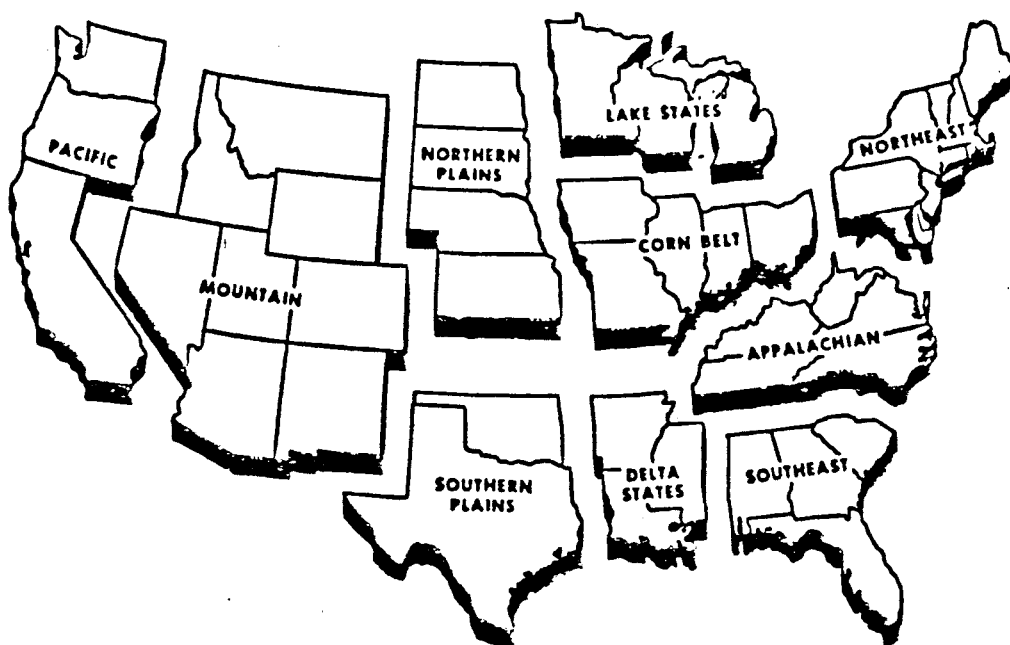 PACIFIC
MOUNTAIN
NORTHERN
PLAINS
LAKE STATES
CORN BELT
NORTHEAST
APPALACHIAN
SOUTHERN
PLAINS
DELTA
STATES
SOUTHEAST